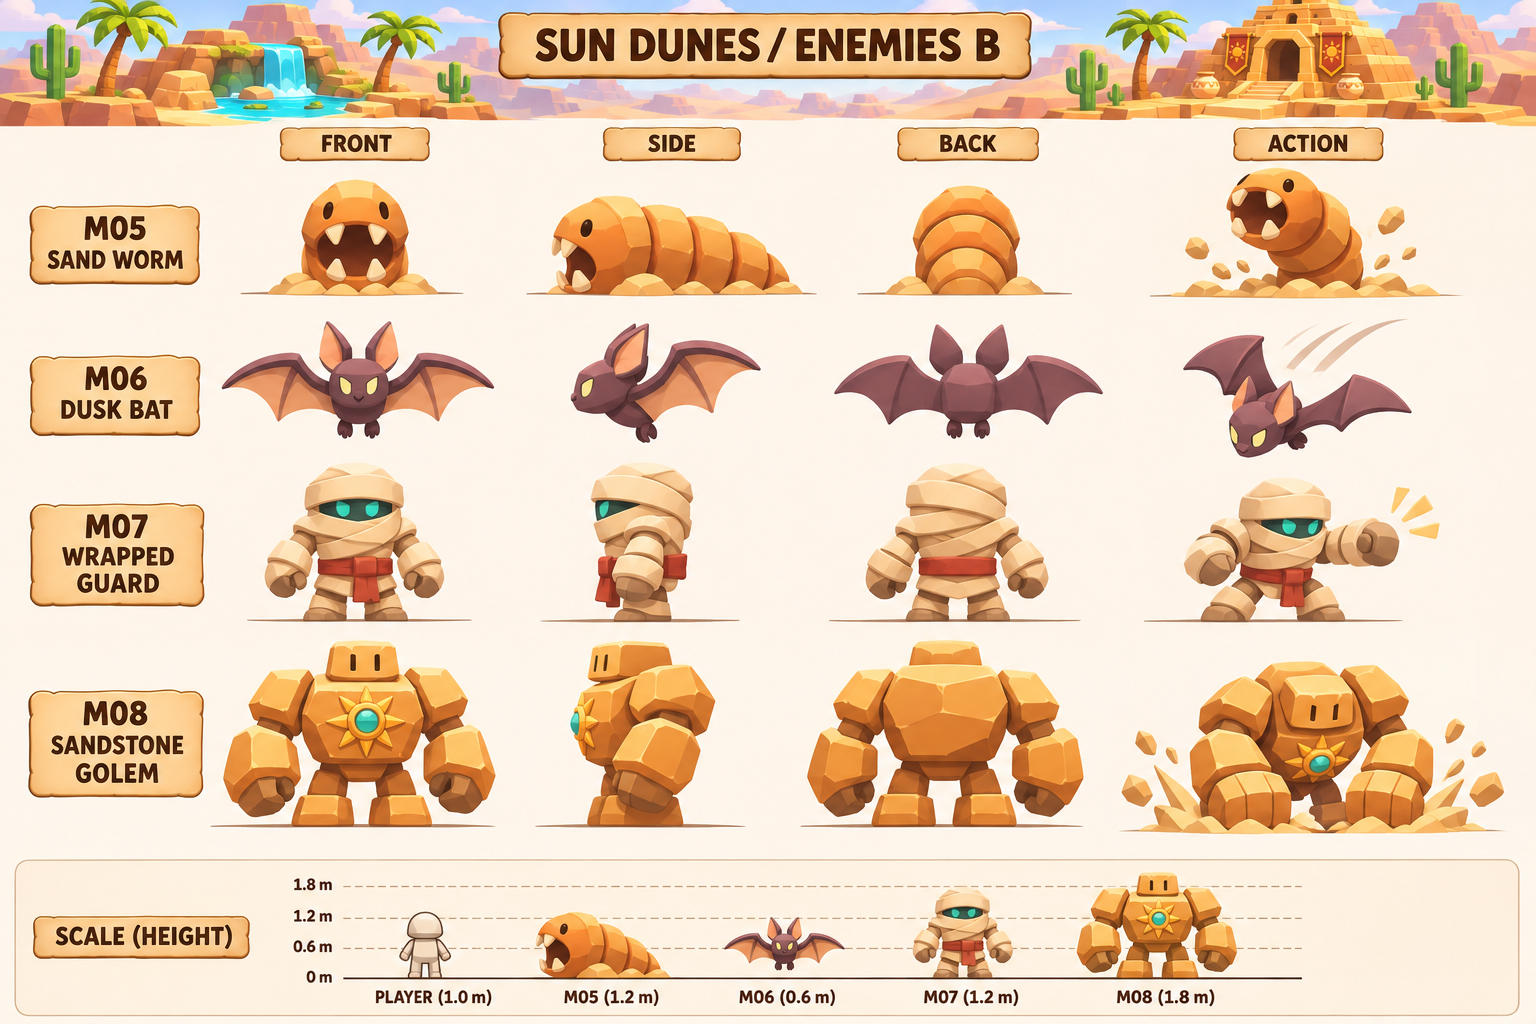 SUN DUNES / ENEMIES B
FRONT
SIDE
BACK
ACTION
M05
SAND WORM
M06
DUSK BAT
M07
WRAPPED
GUARD
M08
SANDSTONE
GOLEM
SCALE (HEIGHT)
1.8 m
1.2 m
0.6 m
0 m
PLAYER (1.0 m)
M05 (1.2 m)
M06 (0.6 m)
M07 (1.2 m)
M08 (1.8 m)